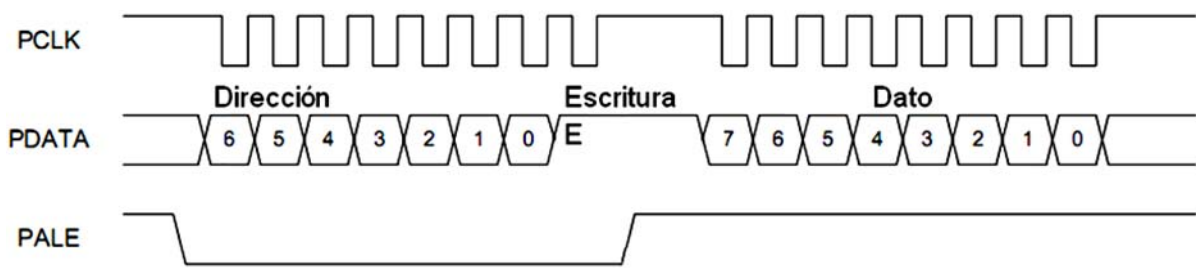 PCLK
Dirección Escritura Dato
PDATA 6 5 4 3 2 1 0 E 7 6 5 4 3 2 1 0
PALE